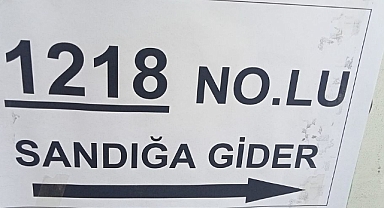 1218 NO.LU
SANDIĞA GİDER